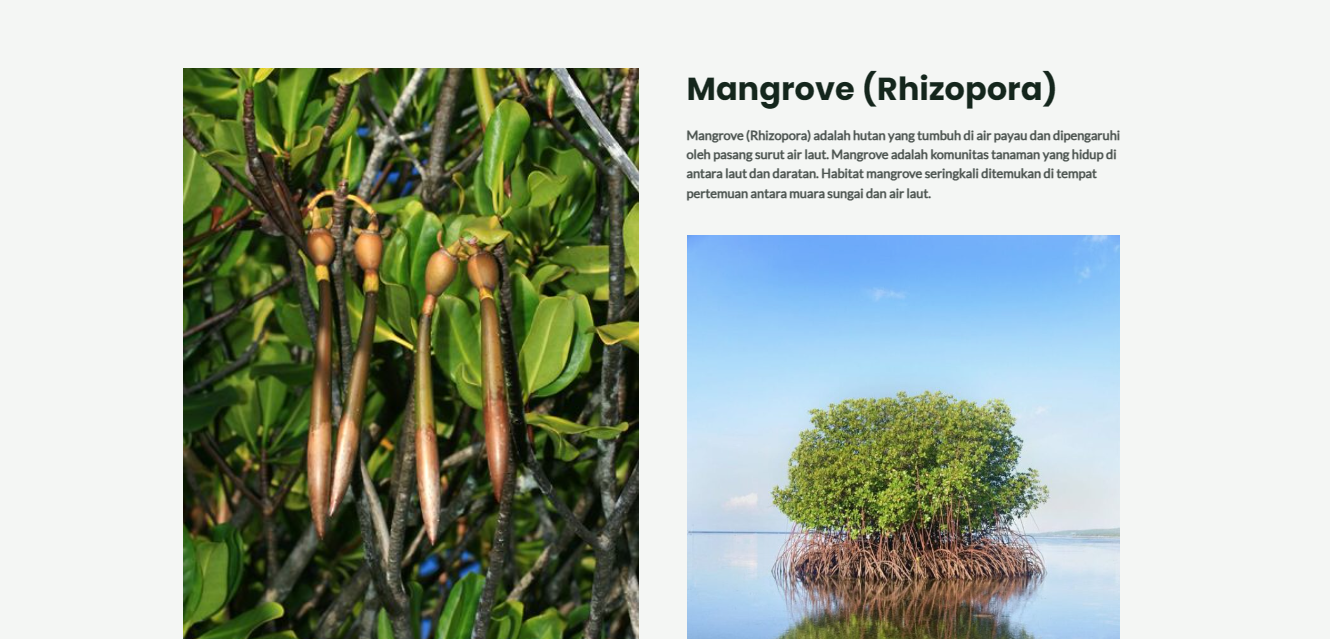 Mangrove (Rhizopora)
Mangrove (Rhizopora) adalah hutan yang tumbuh di air payau dan dipengaruhi
oleh pasang surut air laut. Mangrove adalah komunitas tanaman yang hidup di
antara laut dan daratan. Habitat mangrove seringkali ditemukan di tempat
pertemuan antara muara sungai dan air laut.